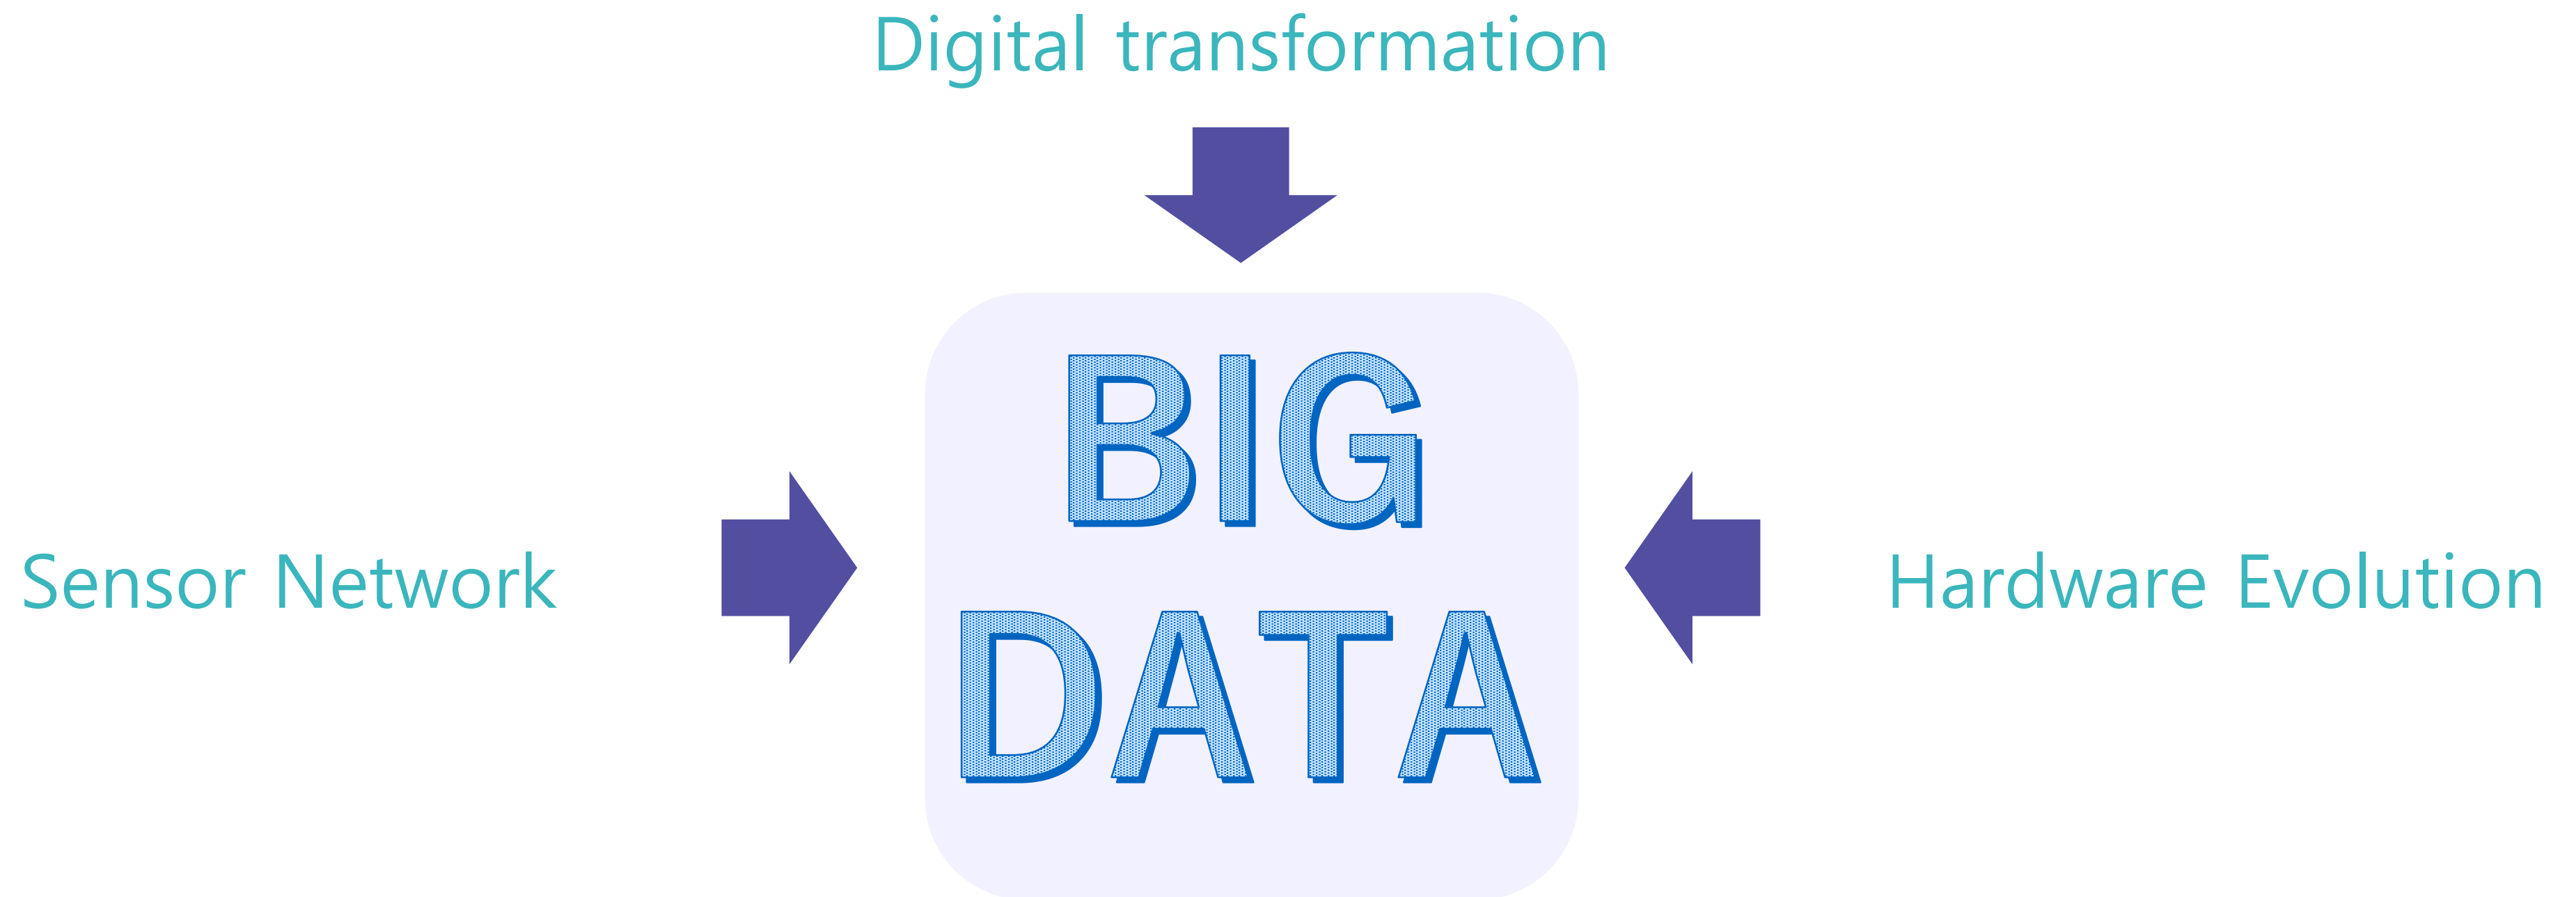 Digital transformation
BIG
DATA
Sensor Network
Hardware Evolution